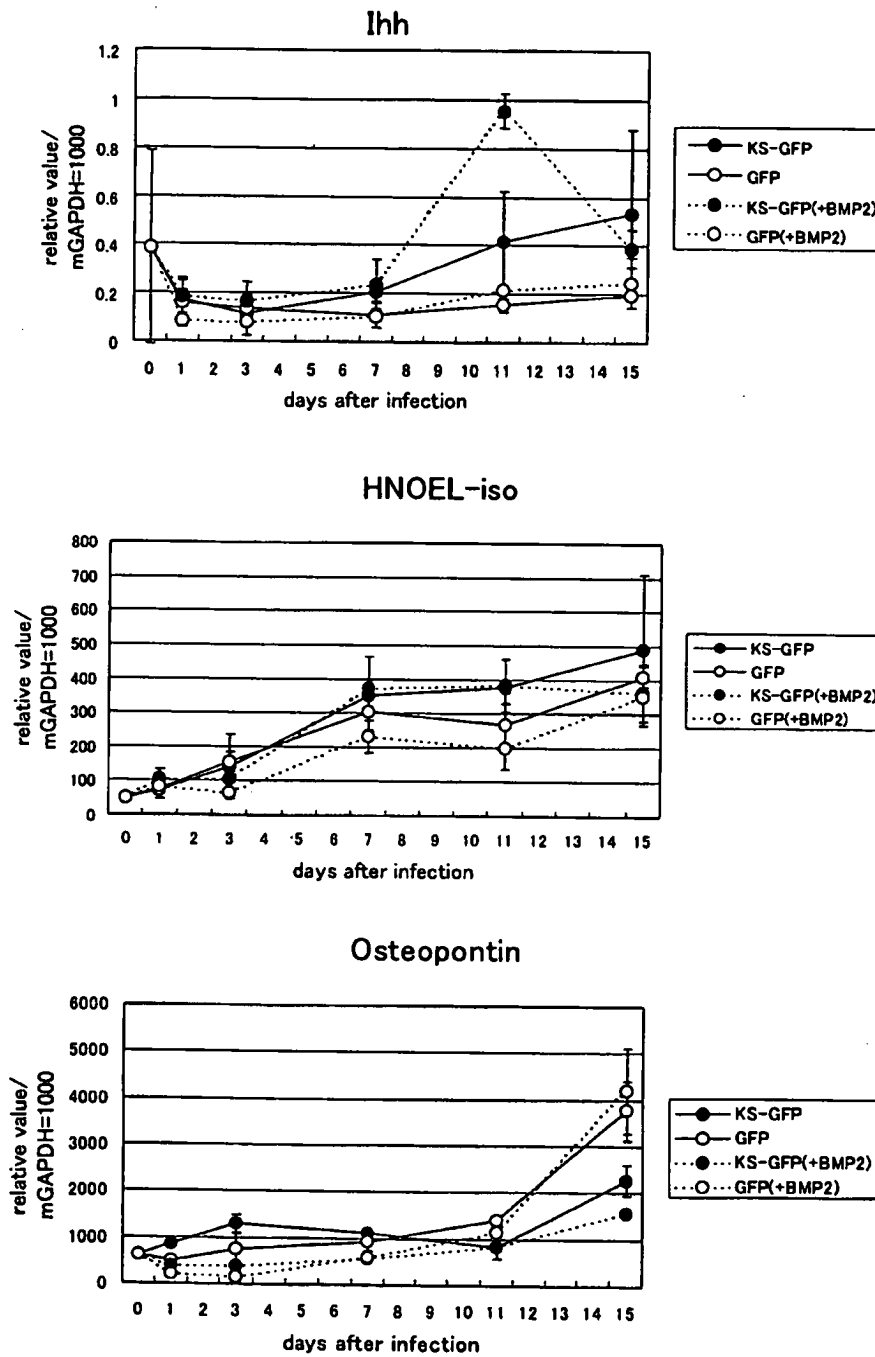 Ihh
relative value/
mGAPDH=1000
1.2
1
0.8
0.6
0.4
0.2
0
0 1 2 3 4 5 6 7 8 9 10 11 12 13 14 15
days after infection
KS-GFP
GFP
KS-GFP(+BMP2)
GFP(+BMP2)
HNOEL-iso
relative value/
mGAPDH=1000
800
700
600
500
400
300
200
100
0
0 1 2 3 4 5 6 7 8 9 10 11 12 13 14 15
days after infection
KS-GFP
GFP
KS-GFP(+BMP2)
GFP(+BMP2)
Osteopontin
relative value/
mGAPDH=1000
6000
5000
4000
3000
2000
1000
0
0 1 2 3 4 5 6 7 8 9 10 11 12 13 14 15
days after infection
KS-GFP
GFP
KS-GFP(+BMP2)
GFP(+BMP2)